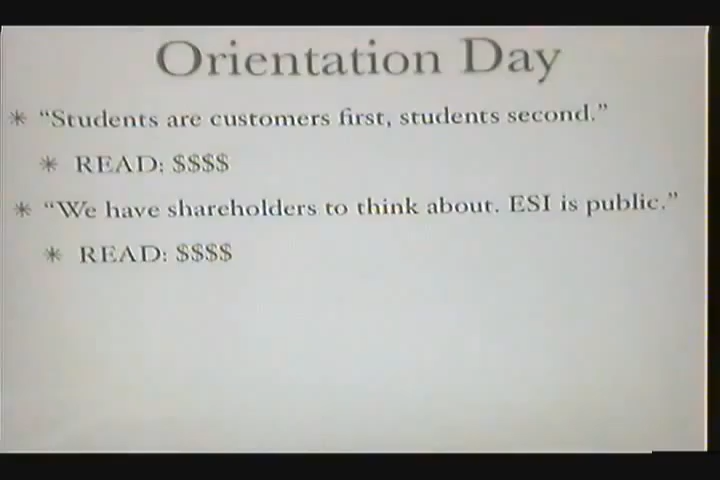 Orientation Day
* “Students are customers first, students second.”
* READ: $$$$
* “We have shareholders to think about. ESI is public.”
* READ: $$$$